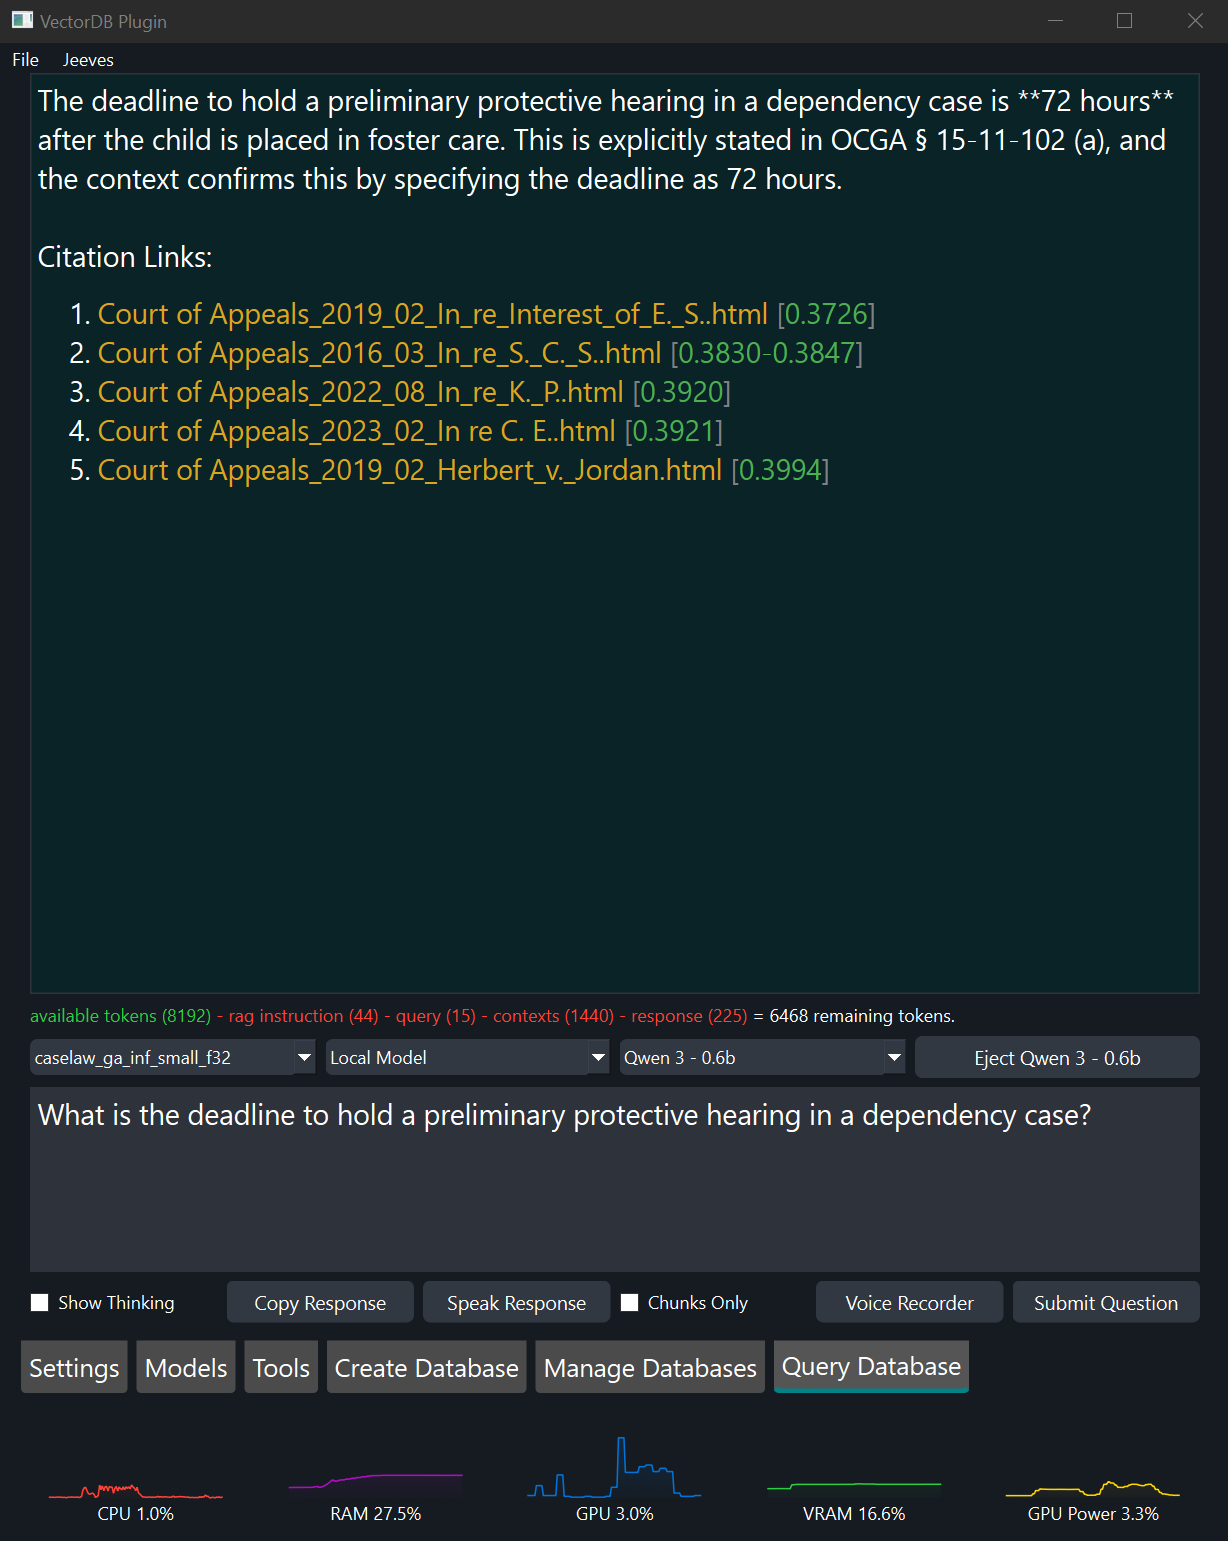 VectorDB Plugin
File Jeeves
The deadline to hold a preliminary protective hearing in a dependency case is **72 hours**
after the child is placed in foster care. This is explicitly stated in OCGA § 15-11-102 (a), and
the context confirms this by specifying the deadline as 72 hours.
Citation Links:
1. Court of Appeals_2019_02_In_re_Interest_of_E._S..html [0.3726]
2. Court of Appeals_2016_03_In_re_S._C._S..html [0.3830-0.3847]
3. Court of Appeals_2022_08_In_re_K._P..html [0.3920]
4. Court of Appeals_2023_02_In re C. E..html [0.3921]
5. Court of Appeals_2019_02_Herbert_v._Jordan.html [0.3994]
available tokens (8192) - rag instruction (44) - query (15) - contexts (1440) - response (225) = 6468 remaining tokens.
caselaw_ga_inf_small_f32 Local Model Qwen 3 - 0.6b Eject Qwen 3 - 0.6b
What is the deadline to hold a preliminary protective hearing in a dependency case?
Show Thinking Copy Response Speak Response Chunks Only Voice Recorder Submit Question
Settings Models Tools Create Database Manage Databases Query Database
CPU 1.0% RAM 27.5% GPU 3.0% VRAM 16.6% GPU Power 3.3%